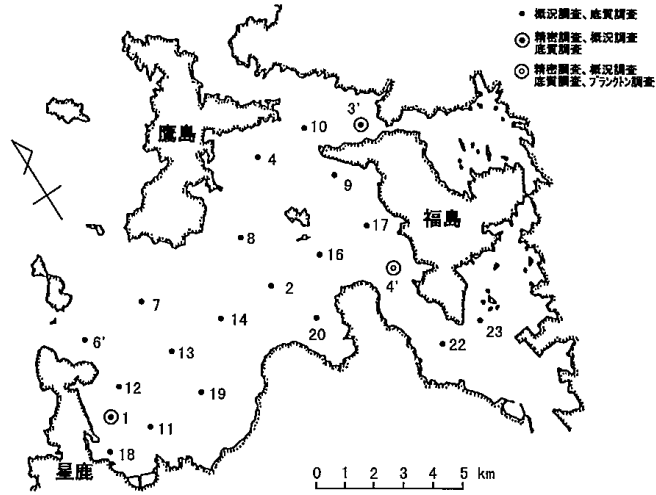 概況調査、底質調査
精密調査、概況調査
底質調査
精密調査、概況調査
底質調査、プランクトン調査
3'
10
鷹島
4
9
17
福島
8
16
4'
2
7
14
20
23
22
6'
13
12
19
1
11
18
星鹿
0 1 2 3 4 5 km